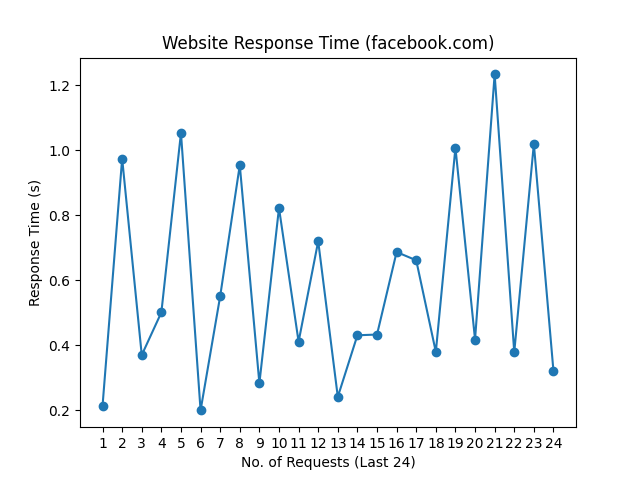 Website Response Time (facebook.com)
Response Time (s)
1.2
1.0
0.8
0.6
0.4
0.2
1 2 3 4 5 6 7 8 9 10 11 12 13 14 15 16 17 18 19 20 21 22 23 24
No. of Requests (Last 24)